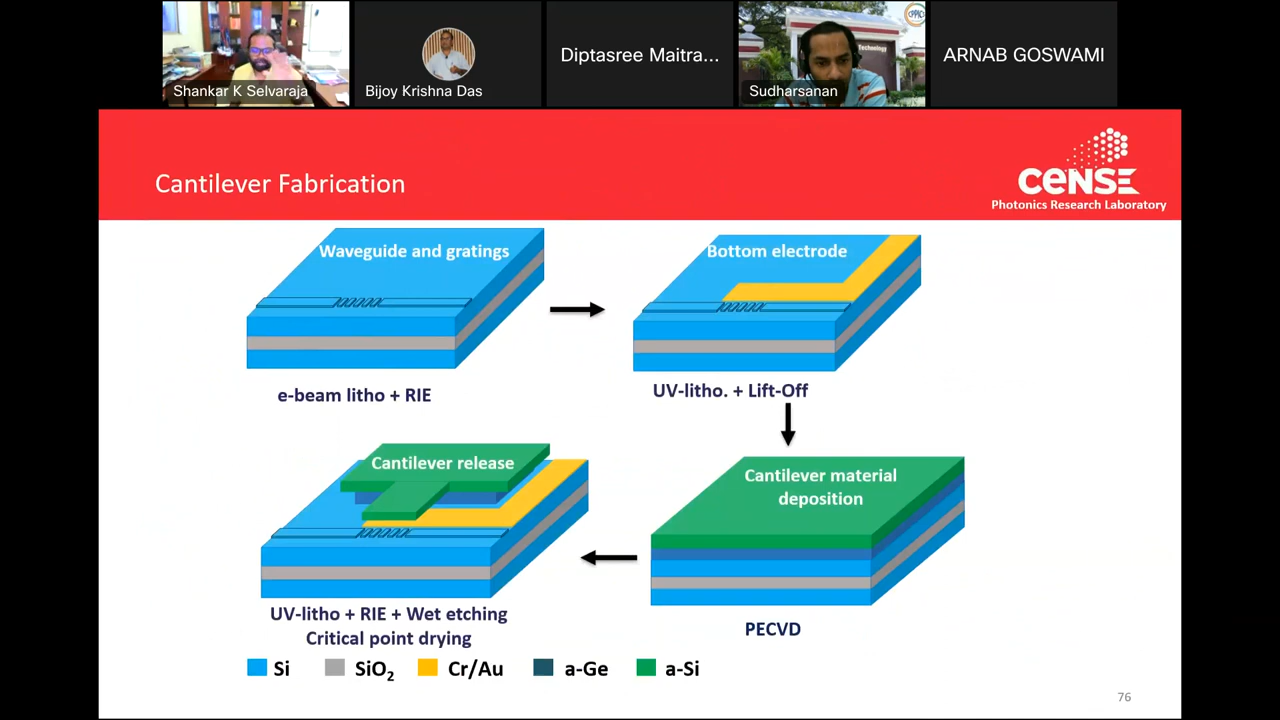 Shankar K Selvaraja
Bijoy Krishna Das
Diptasree Maitra...
Sudharsanan
ARNAB GOSWAMI
CPPICS
Technology
Cantilever Fabrication
CENSE
Photonics Research Laboratory
Waveguide and gratings
e-beam litho + RIE
Bottom electrode
UV-litho. + Lift-Off
Cantilever release
UV-litho + RIE + Wet etching
Critical point drying
Cantilever material
deposition
PECVD
Si
SiO₂
Cr/Au
a-Ge
a-Si
76